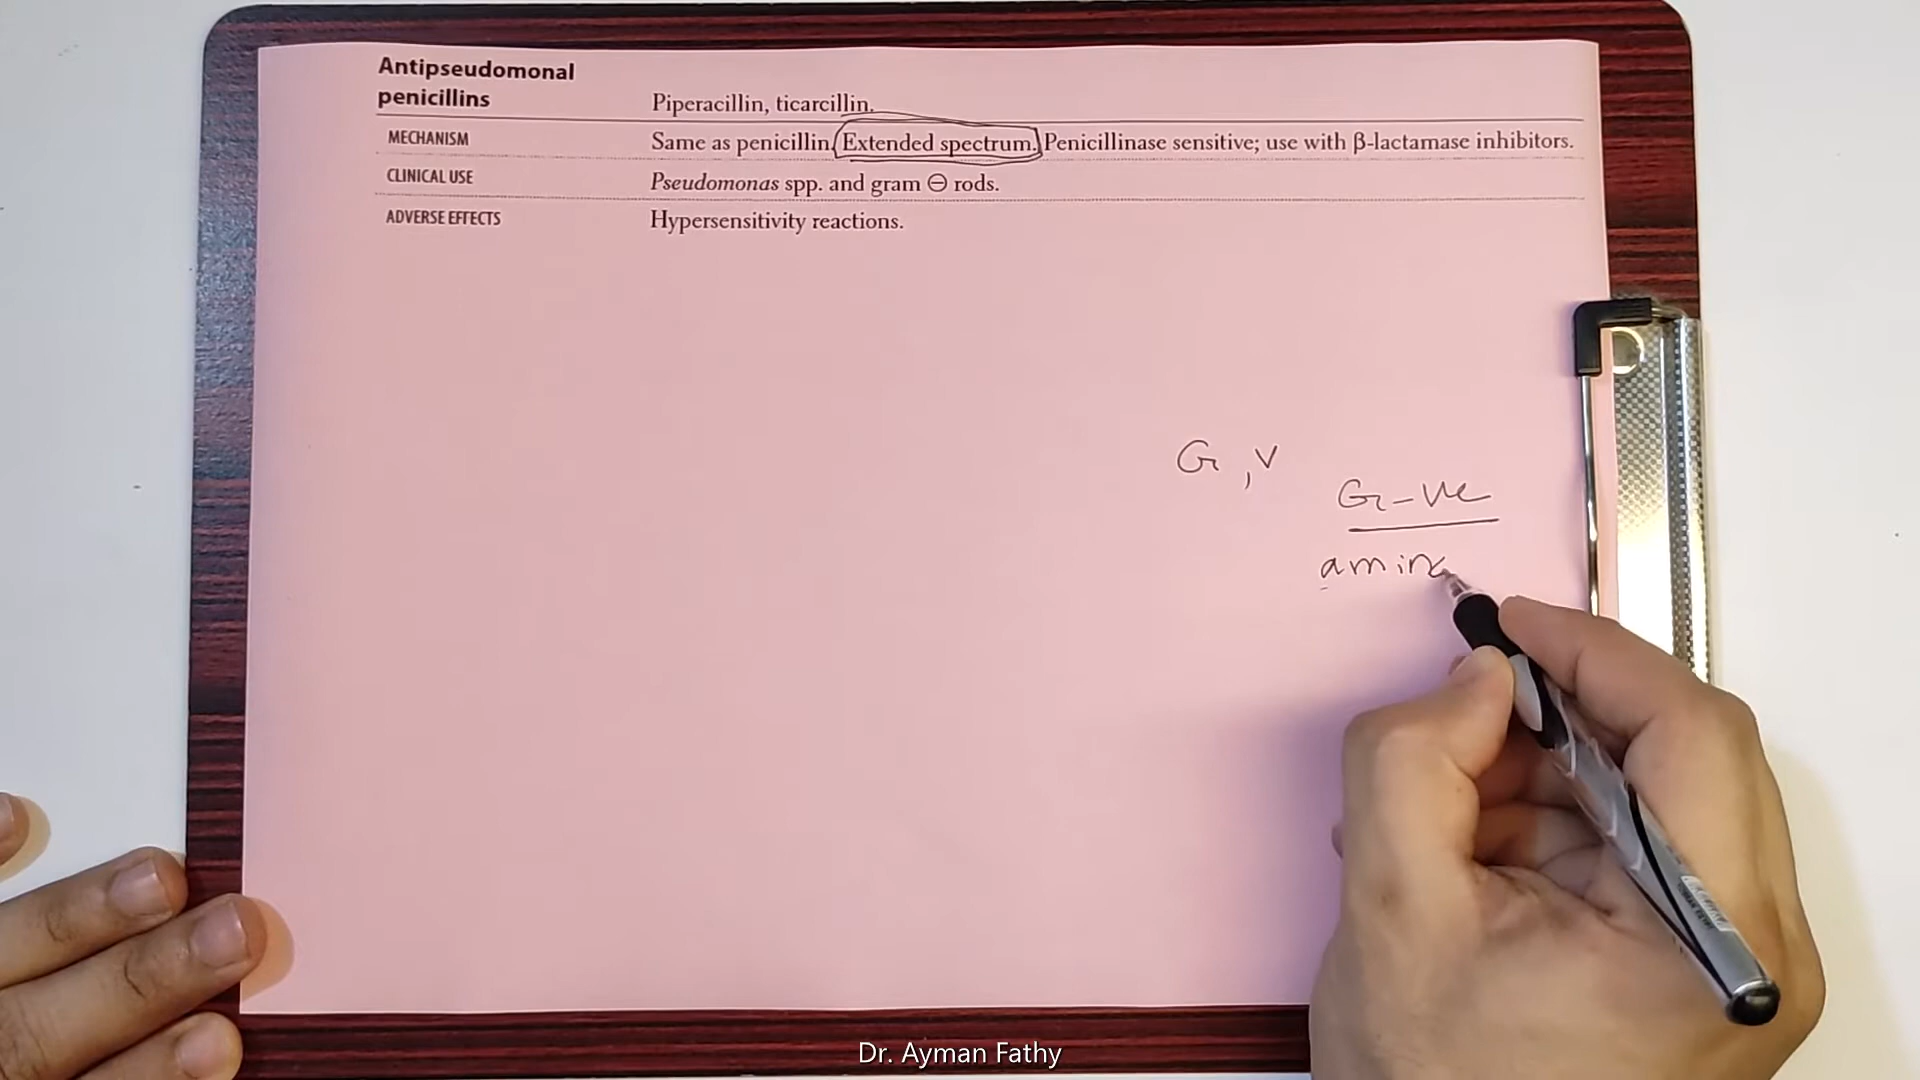 Antipseudomonal
penicillins
Piperacillin, ticarcillin.
MECHANISM
Same as penicillin. Extended spectrum. Penicillinase sensitive; use with β-lactamase inhibitors.
CLINICAL USE
Pseudomonas spp. and gram ⊖ rods.
ADVERSE EFFECTS
Hypersensitivity reactions.
G , V
G-ve
amino
Dr. Ayman Fathy